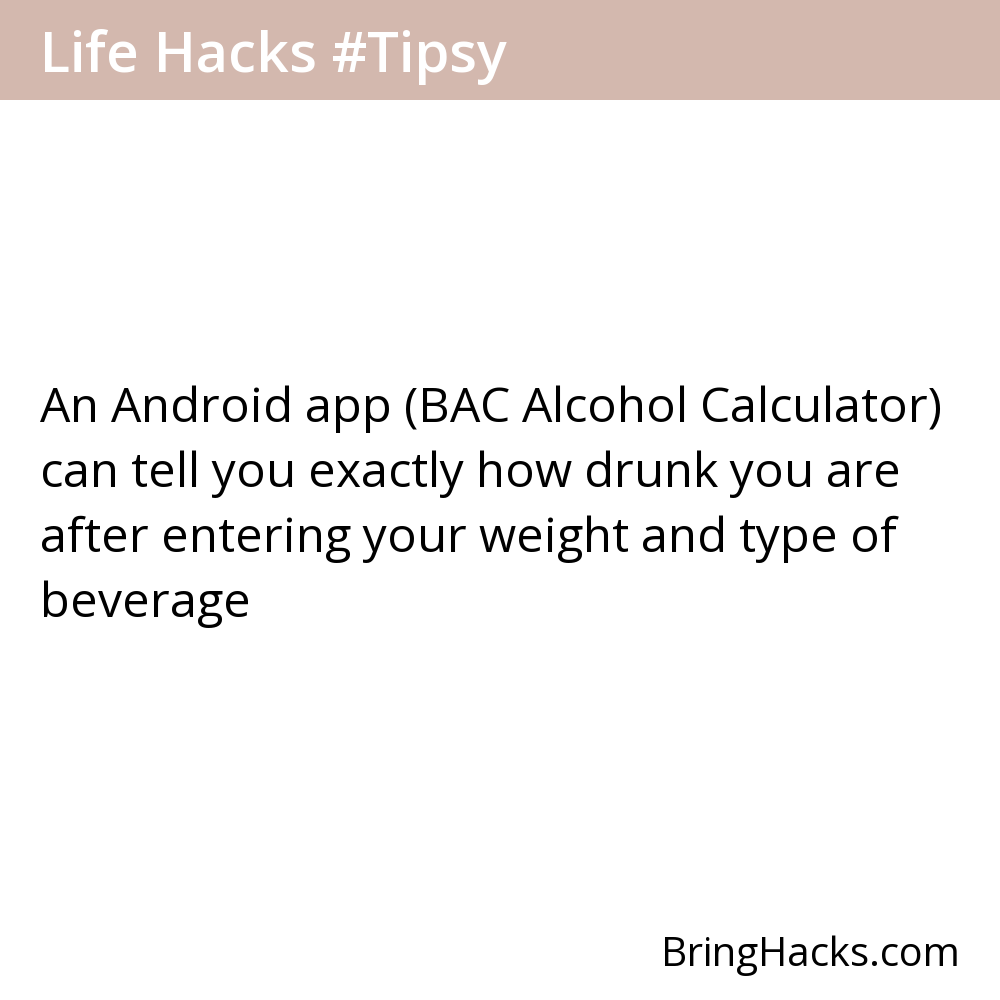 Life Hacks #Tipsy
An Android app (BAC Alcohol Calculator)
can tell you exactly how drunk you are
after entering your weight and type of
beverage
BringHacks.com